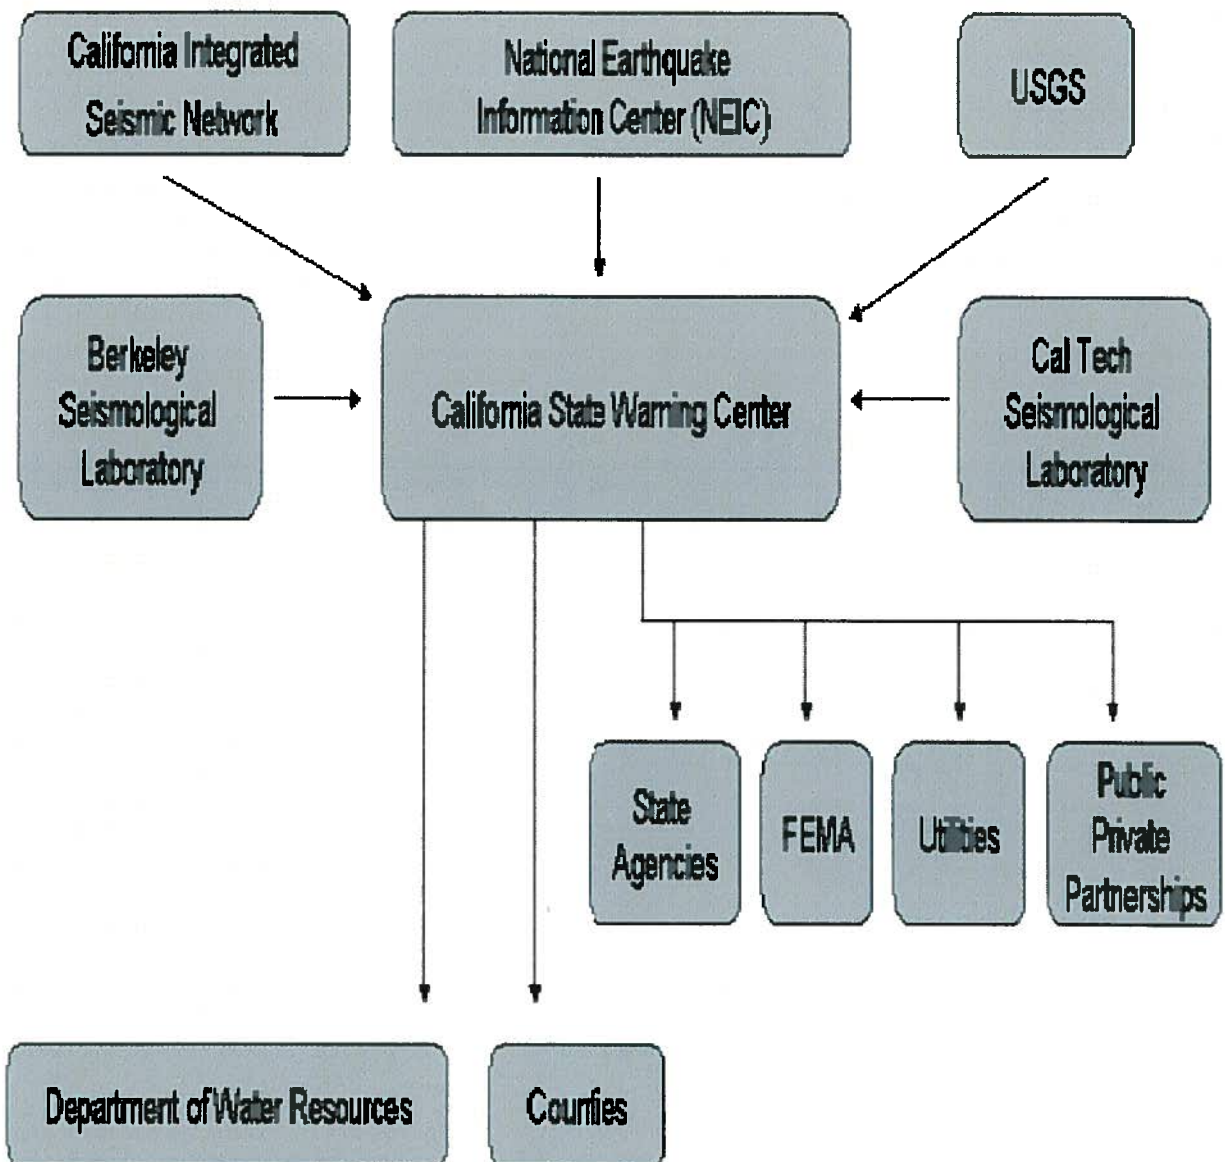 California Integrated
Seismic Network
National Earthquake
Information Center (NEIC)
USGS
Berkeley
Seismological
Laboratory
California State Warning Center
Cal Tech
Seismological
Laboratory
State
Agencies
FEMA
Utilities
Public
Private
Partnerships
Department of Water Resources
Counties